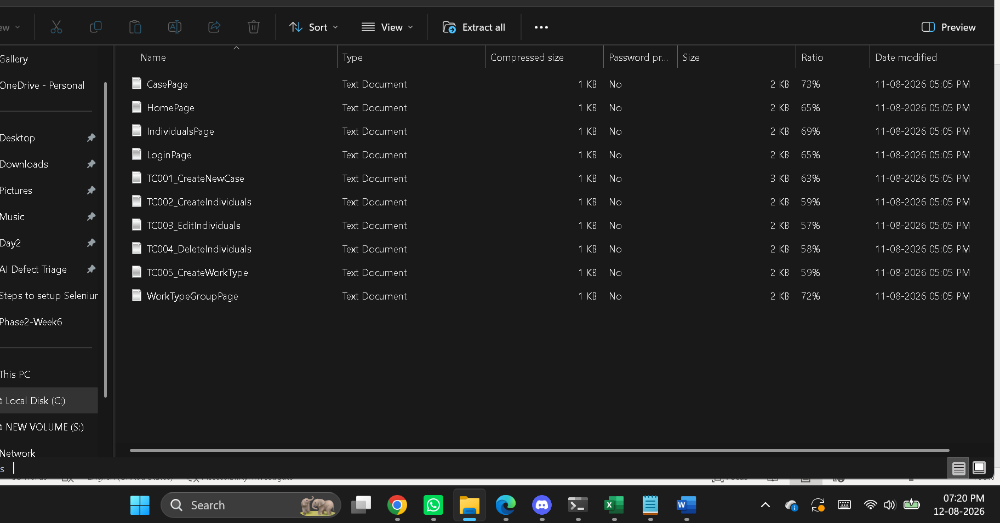 Sort
View
Extract all
Preview
Name Type Compressed size Password pr... Size Ratio Date modified
Gallery
OneDrive - Personal
Desktop
Downloads
Pictures
Music
Day2
AI Defect Triage
Steps to setup Seleniur
Phase2-Week6
This PC
Local Disk (C:)
NEW VOLUME (S:)
Network
CasePage Text Document 1 KB No 2 KB 73% 11-08-2026 05:05 PM
HomePage Text Document 1 KB No 2 KB 65% 11-08-2026 05:05 PM
IndividualsPage Text Document 1 KB No 2 KB 69% 11-08-2026 05:05 PM
LoginPage Text Document 1 KB No 2 KB 65% 11-08-2026 05:05 PM
TC001_CreateNewCase Text Document 1 KB No 3 KB 63% 11-08-2026 05:05 PM
TC002_CreateIndividuals Text Document 1 KB No 2 KB 59% 11-08-2026 05:05 PM
TC003_EditIndividuals Text Document 1 KB No 2 KB 57% 11-08-2026 05:05 PM
TC004_DeleteIndividuals Text Document 1 KB No 2 KB 58% 11-08-2026 05:05 PM
TC005_CreateWorkType Text Document 1 KB No 2 KB 59% 11-08-2026 05:05 PM
WorkTypeGroupPage Text Document 1 KB No 2 KB 72% 11-08-2026 05:05 PM
Search
07:20 PM
12-08-2026